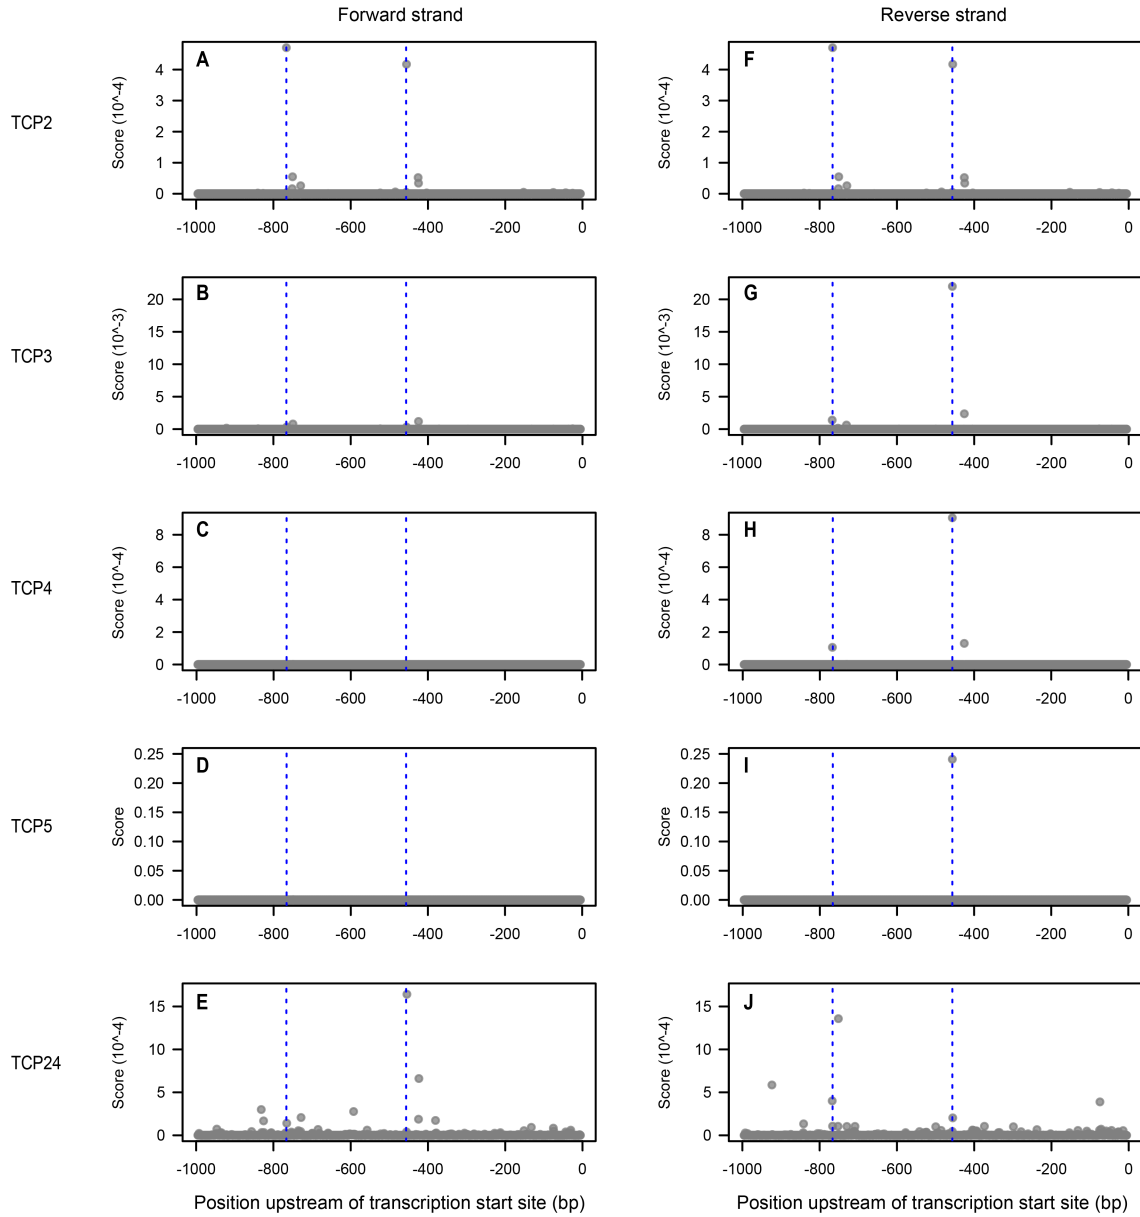 Forward strand
Reverse strand
TCP2
A
Score (10^-4)
4
3
2
1
0
-1000 -800 -600 -400 -200 0
F
Score (10^-4)
4
3
2
1
0
-1000 -800 -600 -400 -200 0
TCP3
B
Score (10^-3)
20
15
10
5
0
-1000 -800 -600 -400 -200 0
G
Score (10^-3)
20
15
10
5
0
-1000 -800 -600 -400 -200 0
TCP4
C
Score (10^-4)
8
6
4
2
0
-1000 -800 -600 -400 -200 0
H
Score (10^-4)
8
6
4
2
0
-1000 -800 -600 -400 -200 0
TCP5
D
Score
0.25
0.20
0.15
0.10
0.05
0.00
-1000 -800 -600 -400 -200 0
I
Score
0.25
0.20
0.15
0.10
0.05
0.00
-1000 -800 -600 -400 -200 0
TCP24
E
Score (10^-4)
15
10
5
0
-1000 -800 -600 -400 -200 0
J
Score (10^-4)
15
10
5
0
-1000 -800 -600 -400 -200 0
Position upstream of transcription start site (bp)
Position upstream of transcription start site (bp)